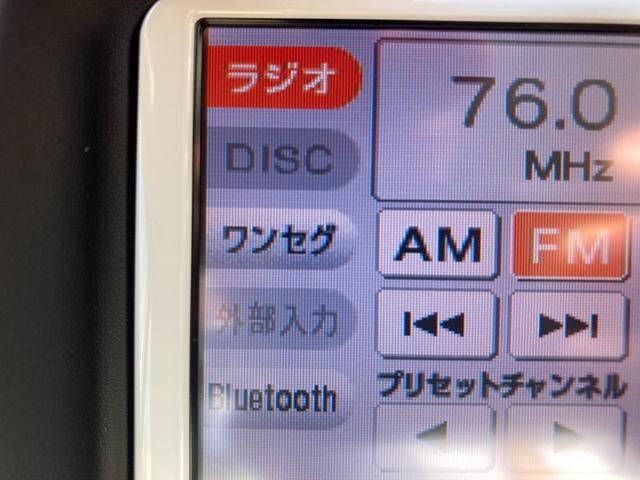 ラジオ
76.0
MHz
DISC
ワンセグ
AM
FM
外部入力
Bluetooth
プリセットチャンネル